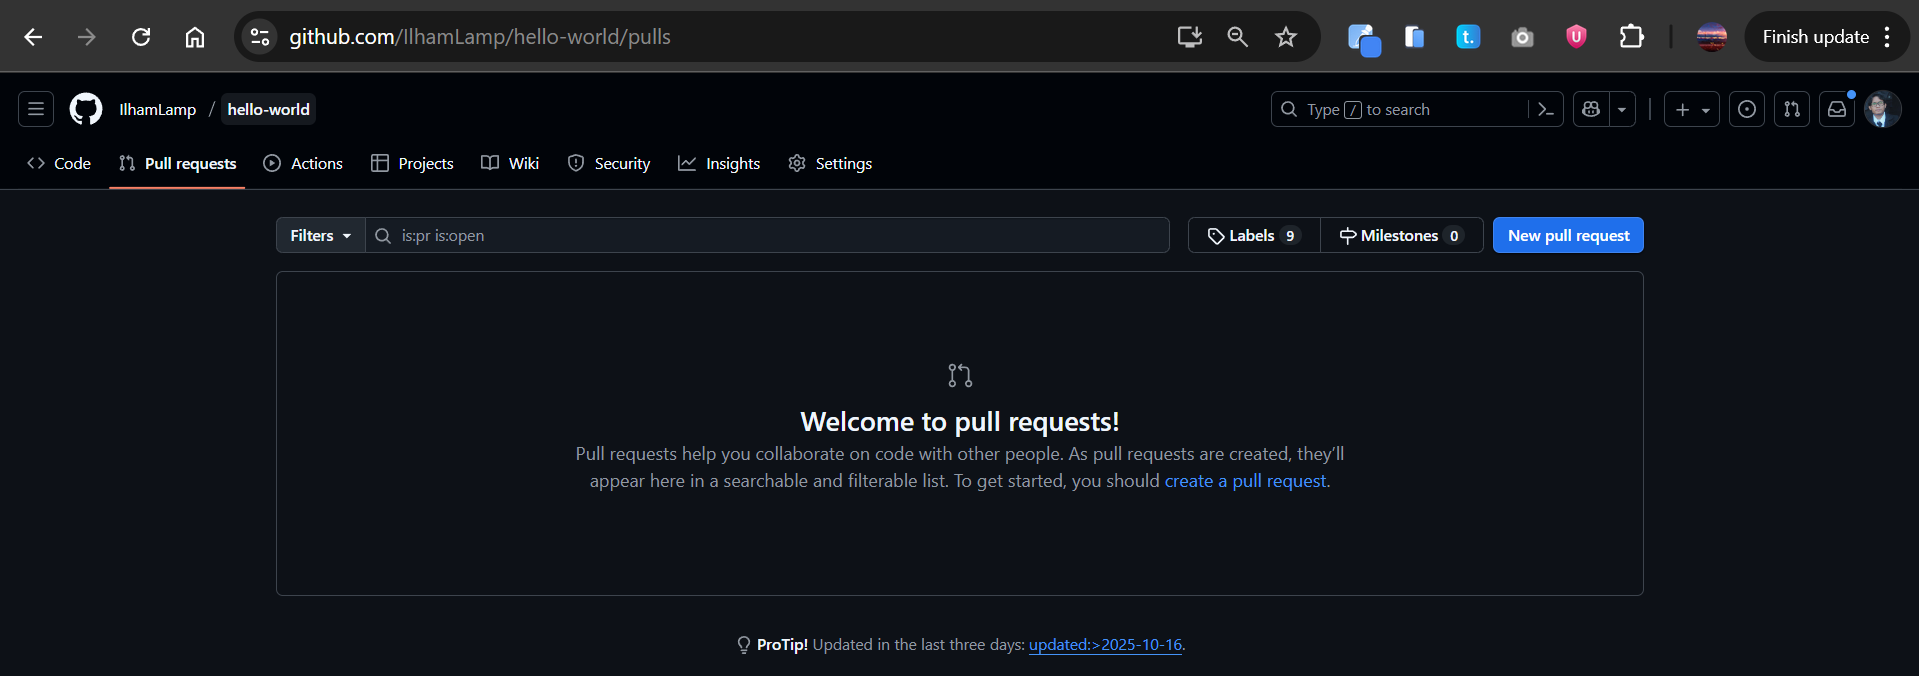 github.com/IlhamLamp/hello-world/pulls
t.
U
Finish update
IlhamLamp / hello-world
Type / to search
Code
Pull requests
Actions
Projects
Wiki
Security
Insights
Settings
Filters
is:pr is:open
Labels 9
Milestones 0
New pull request
Welcome to pull requests!
Pull requests help you collaborate on code with other people. As pull requests are created, they’ll
appear here in a searchable and filterable list. To get started, you should create a pull request.
ProTip! Updated in the last three days: updated:>2025-10-16.